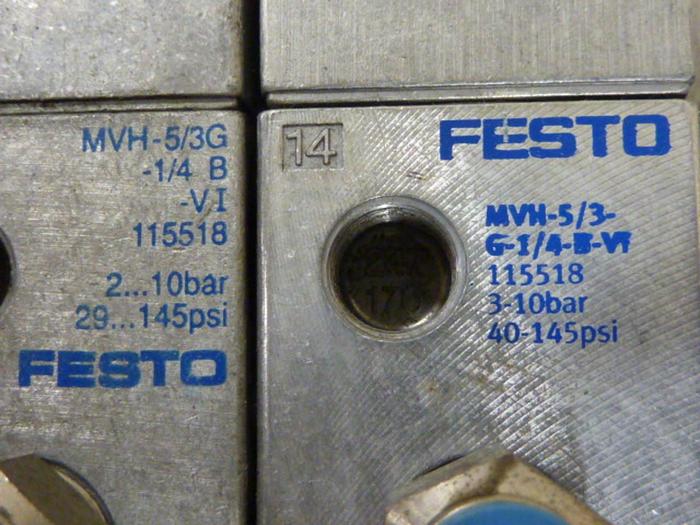 MVH-5/3G
-1/4 B
-VI
115518
2...10bar
29...145psi
FESTO
14
FESTO
MVH-5/3-
G-1/4-B-VI
115518
3-10bar
40-145psi